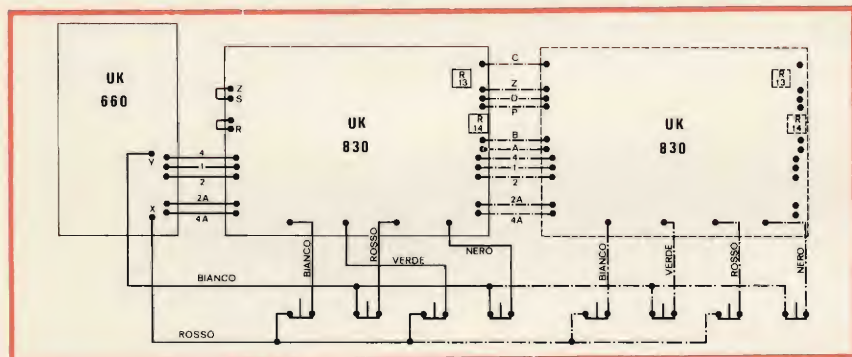 UK
660
Y
X
4
1
2
2A
4A
Z
S
R
UK
830
R
13
R
14
C
Z
D
P
B
A
4
1
2
2A
4A
UK
830
R
13
R
14
BIANCO
ROSSO
VERDE
NERO
BIANCO
VERDE
ROSSO
NERO
BIANCO
ROSSO